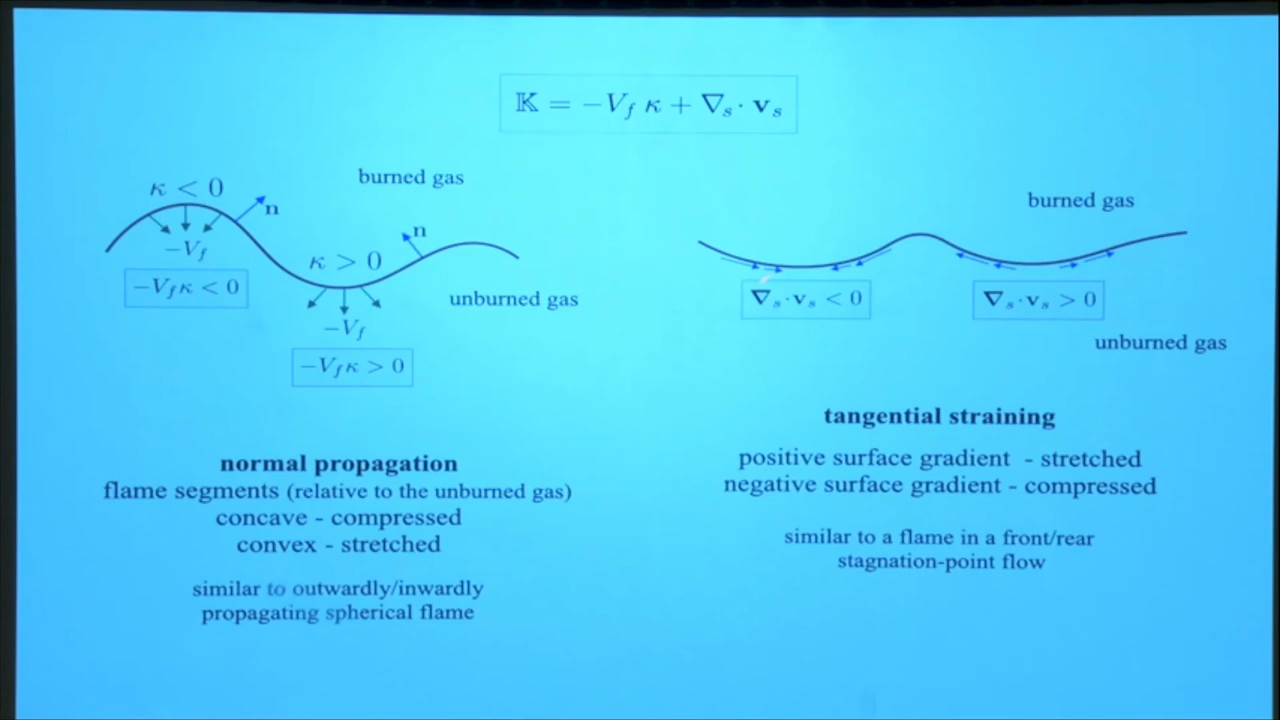 𝕂 = −V_f κ + ∇_s · v_s
κ < 0
burned gas
n
−V_f
−V_f κ < 0
κ > 0
n
unburned gas
−V_f
−V_f κ > 0
normal propagation
flame segments (relative to the unburned gas)
concave - compressed
convex - stretched
similar to outwardly/inwardly
propagating spherical flame
burned gas
∇_s · v_s < 0
∇_s · v_s > 0
unburned gas
tangential straining
positive surface gradient - stretched
negative surface gradient - compressed
similar to a flame in a front/rear
stagnation-point flow